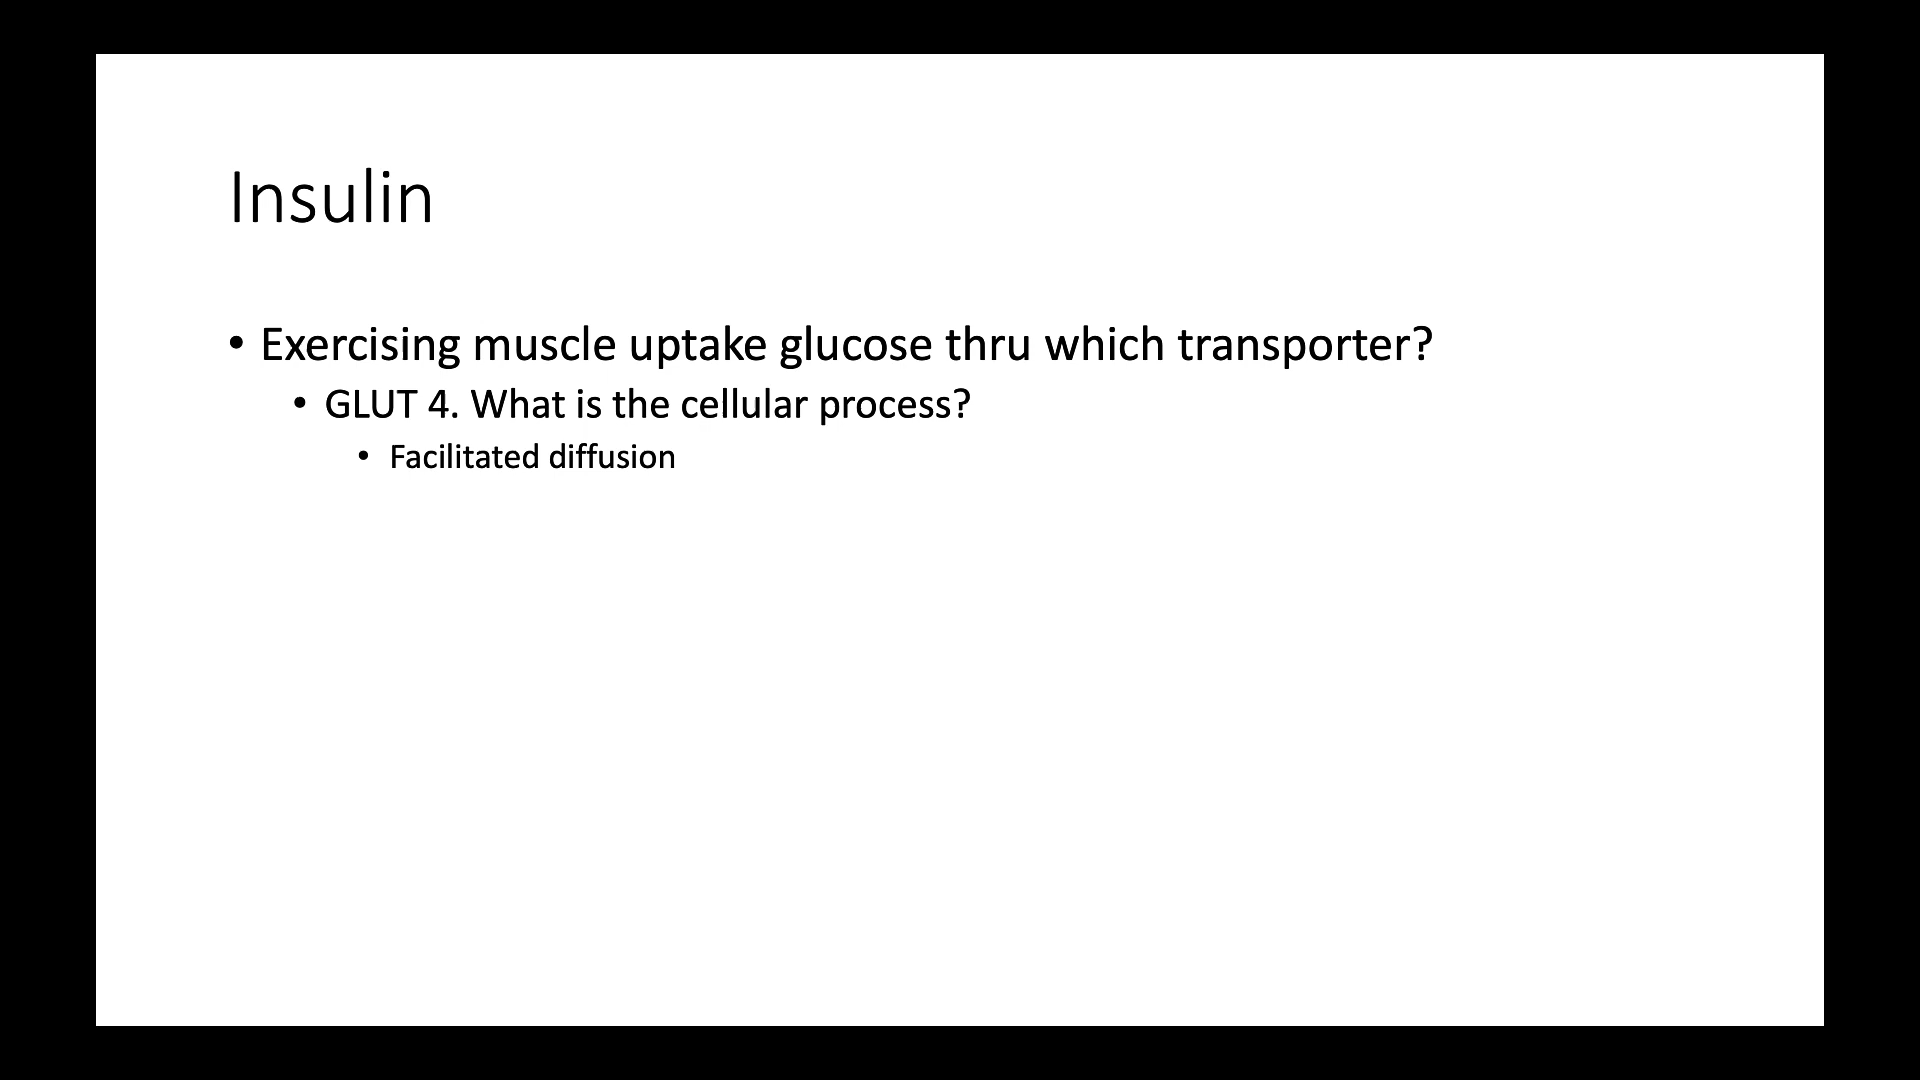 Insulin
• Exercising muscle uptake glucose thru which transporter?
• GLUT 4. What is the cellular process?
• Facilitated diffusion